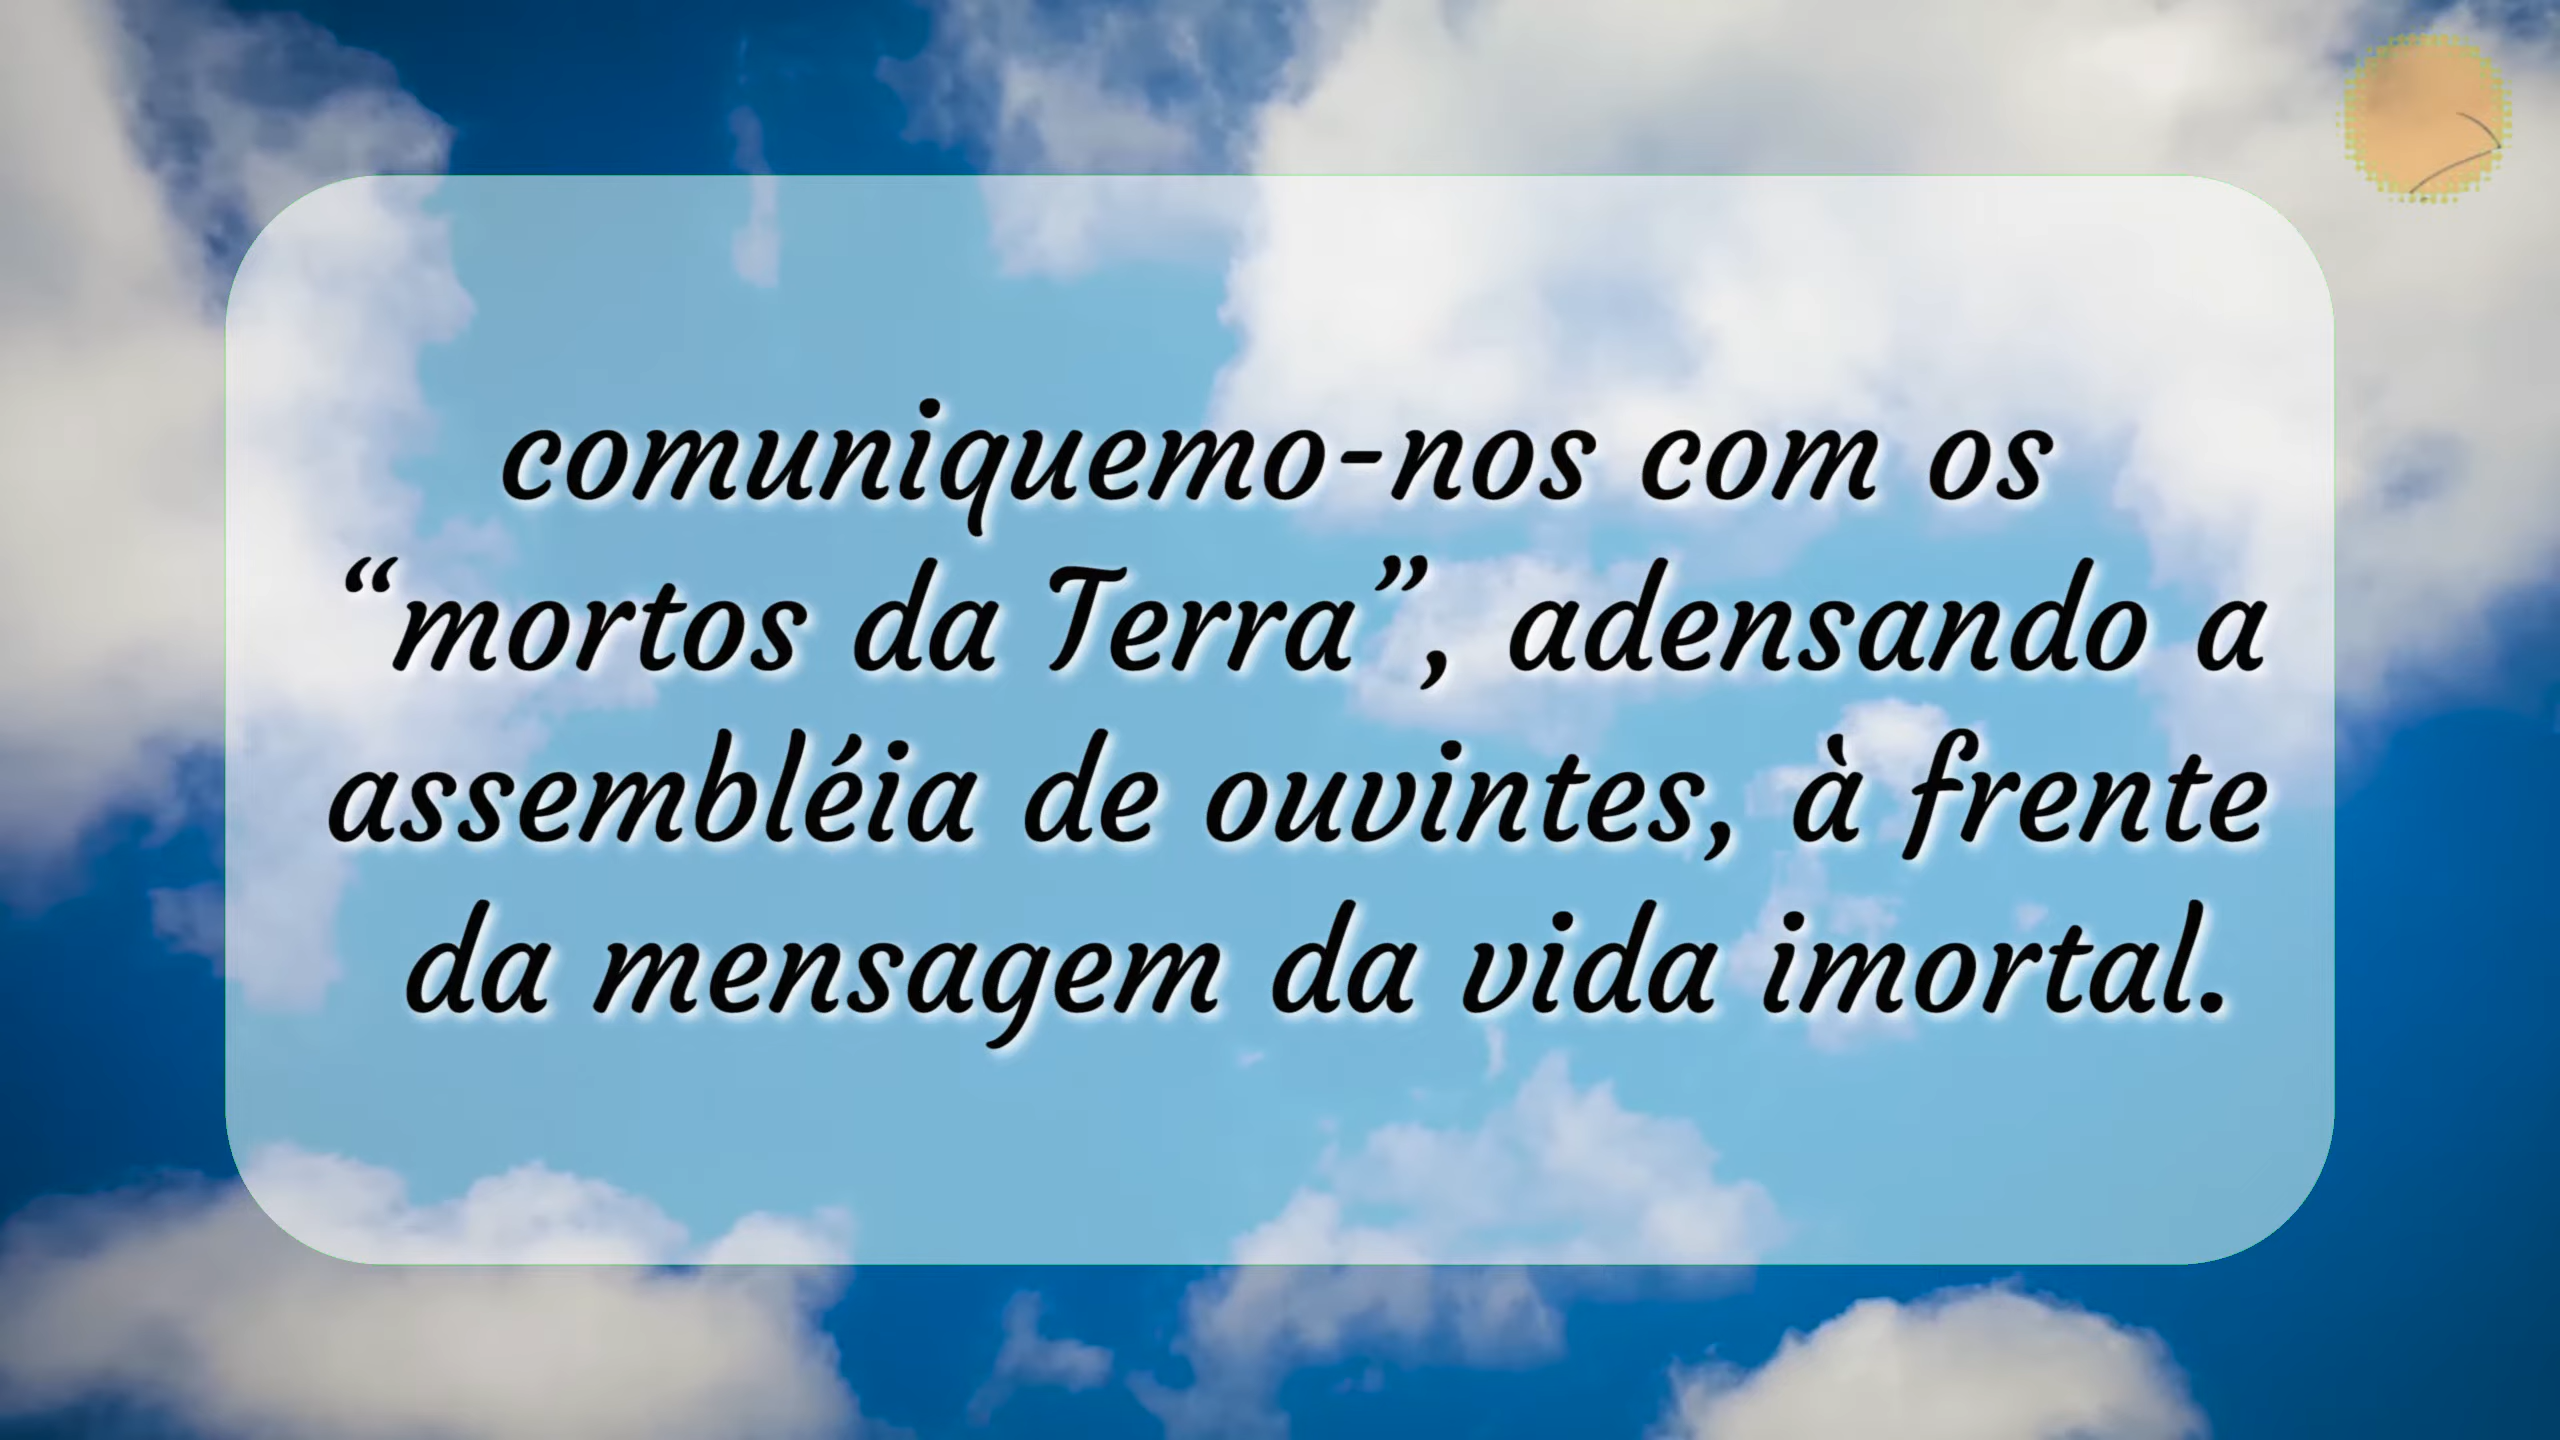 comuniquemo-nos com os
“mortos da Terra”, adensando a
assembléia de ouvintes, à frente
da mensagem da vida imortal.